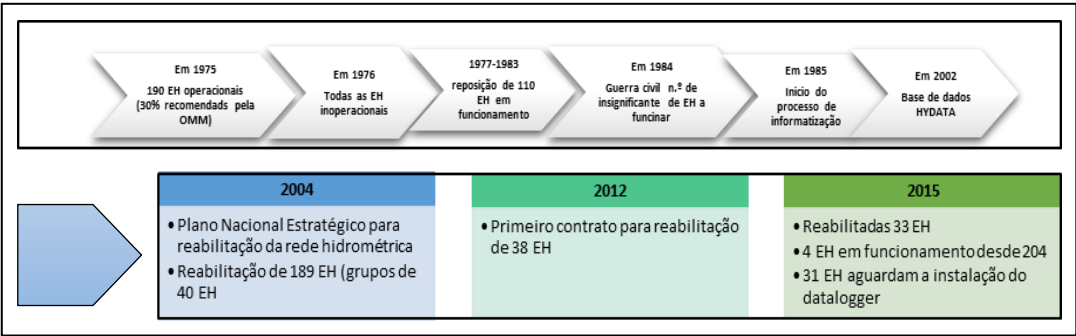 Em 1975
190 EH operacionais
(30% recomendads pela
OMM)
Em 1976
Todas as EH
inoperacionais
1977-1983
reposição de 110
EH em
funcionamento
Em 1984
Guerra civil n.º de
insignificante de EH a
funcinar
Em 1985
Inicio do
processo de
informatização
Em 2002
Base de dados
HYDATA
2004
• Plano Nacional Estratégico para
reabilitação da rede hidrométrica
• Reabilitação de 189 EH (grupos de
40 EH
2012
• Primeiro contrato para reabilitação
de 38 EH
2015
• Reabilitadas 33 EH
• 4 EH em funcionamento desde 204
• 31 EH aguardam a instalação do
datalogger